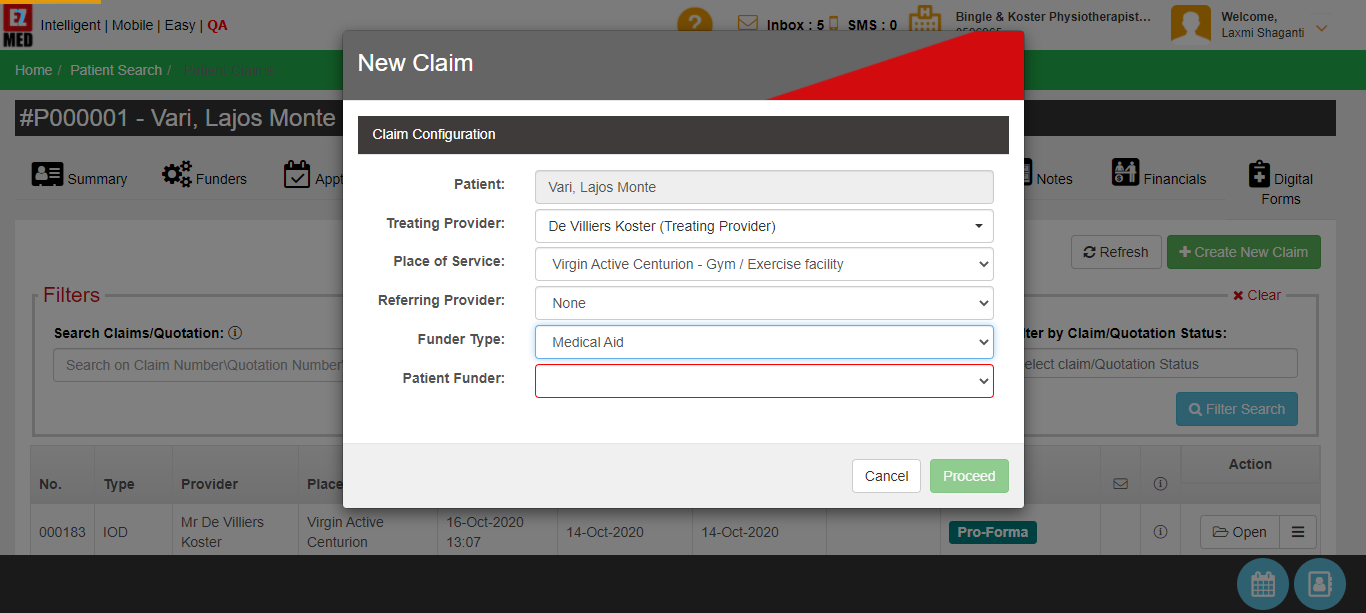 EZ
MED
Intelligent | Mobile | Easy | QA
?
Inbox : 5
SMS : 0
H
Bingle & Koster Physiotherapist...
Welcome,
Laxmi Shaganti
Home / Patient Search /
#P000001 - Vari, Lajos Monte
Summary
Funders
Appt
Notes
Financials
Digital
Forms
Refresh
Create New Claim
Filters
Clear
Search Claims/Quotation:
Search on Claim Number\Quotation Number\
ter by Claim/Quotation Status:
elect claim/Quotation Status
Filter Search
New Claim
Claim Configuration
Patient:
Vari, Lajos Monte
Treating Provider:
De Villiers Koster (Treating Provider)
Place of Service:
Virgin Active Centurion - Gym / Exercise facility
Referring Provider:
None
Funder Type:
Medical Aid
Patient Funder:
Cancel
Proceed
No.
Type
Provider
Place
Action
000183
IOD
Mr De Villiers
Koster
Virgin Active
Centurion
16-Oct-2020
13:07
14-Oct-2020
14-Oct-2020
Pro-Forma
Open